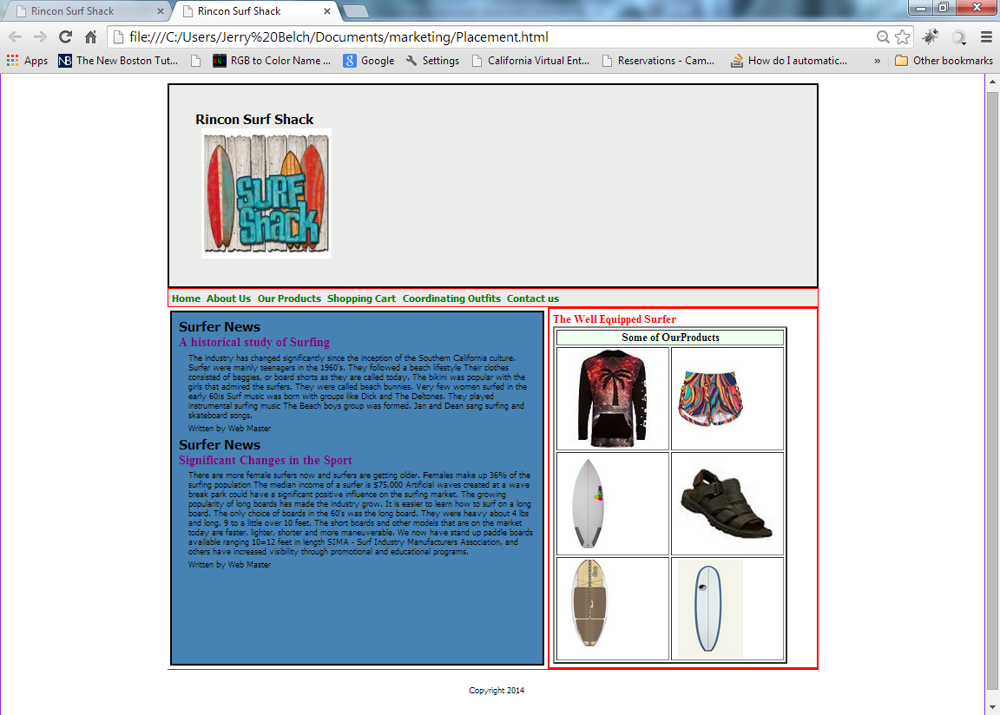 Rincon Surf Shack
Rincon Surf Shack
file:///C:/Users/Jerry%20Belch/Documents/marketing/Placement.html
Apps
NB The New Boston Tut...
RGB to Color Name ...
8 Google
Settings
California Virtual Ent...
Reservations - Cam...
How do I automatic...
»
Other bookmarks
Rincon Surf Shack
SURF
Shack
Home About Us Our Products Shopping Cart Coordinating Outfits Contact us
Surfer News
A historical study of Surfing
The industry has changed significantly since the inception of the Southern California culture.
Surfer were mainly teenagers in the 1960's. They followed a beach lifestyle Their clothes
consisted of baggies, or board shorts as they are called today. The bikini was popular with the
girls that admired the surfers. They were called beach bunnies. Very few women surfed in the
early 60;s Surf music was born with groups like Dick and The Deltones. They played
instrumental surfing music The Beach boys group was formed. Jan and Dean sang surfing and
skateboard songs.
Written by Web Master
Surfer News
Significant Changes in the Sport
There are more female surfers now and surfers are getting older. Females make up 36% of the
surfing population The median income of a surfer is $75,000 Artificial waves created at a wave
break park could have a significant positive influence on the surfing market. The growing
popularity of long boards has made the industry grow. It is easier to learn how to surf on a long
board. The only choice of boards in the 60's was the long board. They were heavy about 4 lbs
and long, 9 to a little over 10 feet. The short boards and other models that are on the market
today are faster, lighter, shorter and more maneuverable. We now have stand up paddle boards
available ranging 10=12 feet in length SIMA - Surf Industry Manufacturers Association, and
others have increased visibility through promotional and educational programs.
Written by Web Master
The Well Equipped Surfer
Some of OurProducts
Copyright 2014